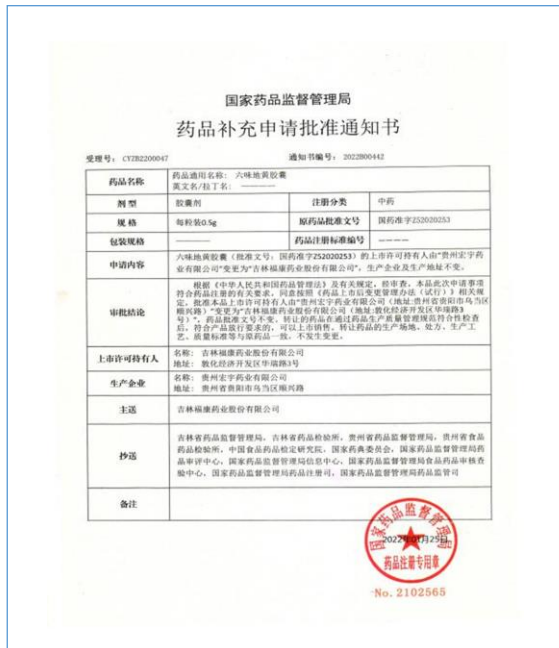 国家药品监督管理局
药品补充申请批准通知书
受理号: CYZB2200047
通知书编号: 2022B00442
药品名称
药品通用名称: 六味地黄胶囊
英文名/拉丁名: ————
剂 型
胶囊剂
注册分类
中药
规 格
每粒装0.5g
原药品批准文号
国药准字Z52020253
包装规格
————
药品注册标准编号
————
申请内容
六味地黄胶囊（批准文号：国药准字Z52020253）的上市许可持有人由“贵州宏宇药
业有限公司”变更为“吉林福康药业股份有限公司”，生产企业及生产地址不变。
审批结论
根据《中华人民共和国药品管理法》及有关规定，经审查，本品此次申请事项
符合药品注册的有关要求，同意按照《药品上市后变更管理办法（试行）》相关规
定，批准本品上市许可持有人由“贵州宏宇药业有限公司（地址:贵州省贵阳市乌当区
顺兴路）”变更为“吉林福康药业股份有限公司（地址:敦化经济开发区华瑞路3
号）”，药品批准文号不变。转让的药品在通过药品生产质量管理规范符合性检查
后，符合产品放行要求的，可以上市销售。转让药品的生产场地、处方、生产工
艺、质量标准等与原药品一致，不发生变更。
上市许可持有人
名称: 吉林福康药业股份有限公司
地址: 敦化经济开发区华瑞路3号
生产企业
名称: 贵州宏宇药业有限公司
地址: 贵州省贵阳市乌当区顺兴路
主送
吉林福康药业股份有限公司
抄送
吉林省药品监督管理局，吉林省药品检验所，贵州省药品监督管理局，贵州省食品
药品检验所，中国食品药品检定研究院，国家药典委员会，国家药品监督管理局药
品审评中心，国家药品监督管理局信息中心，国家药品监督管理局食品药品审核查
验中心，国家药品监督管理局药品注册司，国家药品监督管理局药品监管司
备注
国家药品监督管理局
2022年01月25日
药品注册专用章
No. 2102565